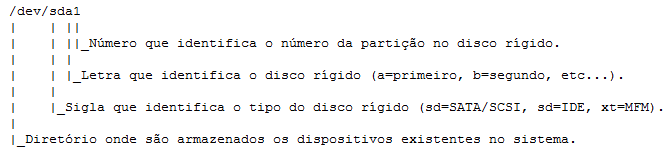 /dev/sda1
|    | ||
|    | ||_Número que identifica o número da partição no disco rígido.
|    | |
|    | |_Letra que identifica o disco rígido (a=primeiro, b=segundo, etc...).
|    |
|    |_Sigla que identifica o tipo do disco rígido (sd=SATA/SCSI, sd=IDE, xt=MFM).
|
|_Diretório onde são armazenados os dispositivos existentes no sistema.